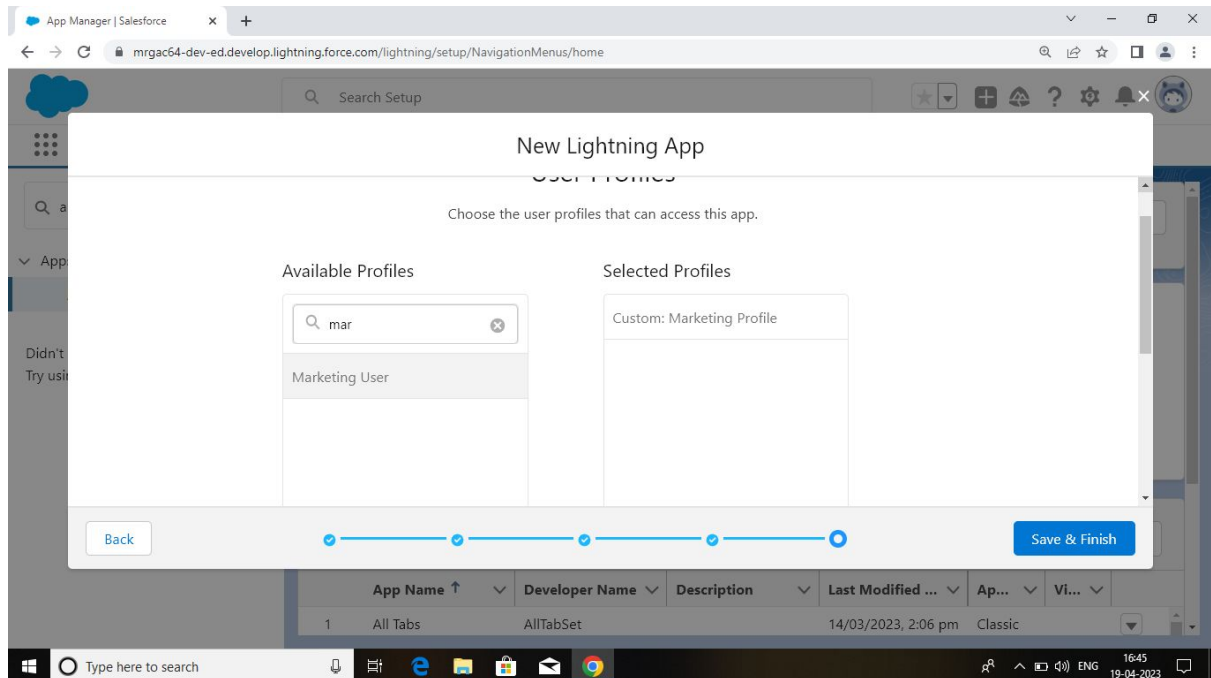 App Manager | Salesforce
mrgac64-dev-ed.develop.lightning.force.com/lightning/setup/NavigationMenus/home
Search Setup
New Lightning App
User Profiles
Choose the user profiles that can access this app.
a
App
Available Profiles
Selected Profiles
mar
Custom: Marketing Profile
Marketing User
Didn't
Try usi
Back
Save & Finish
App Name
Developer Name
Description
Last Modified ...
Ap...
Vi...
1
All Tabs
AllTabSet
14/03/2023, 2:06 pm
Classic
Type here to search
ENG
16:45
19-04-2023